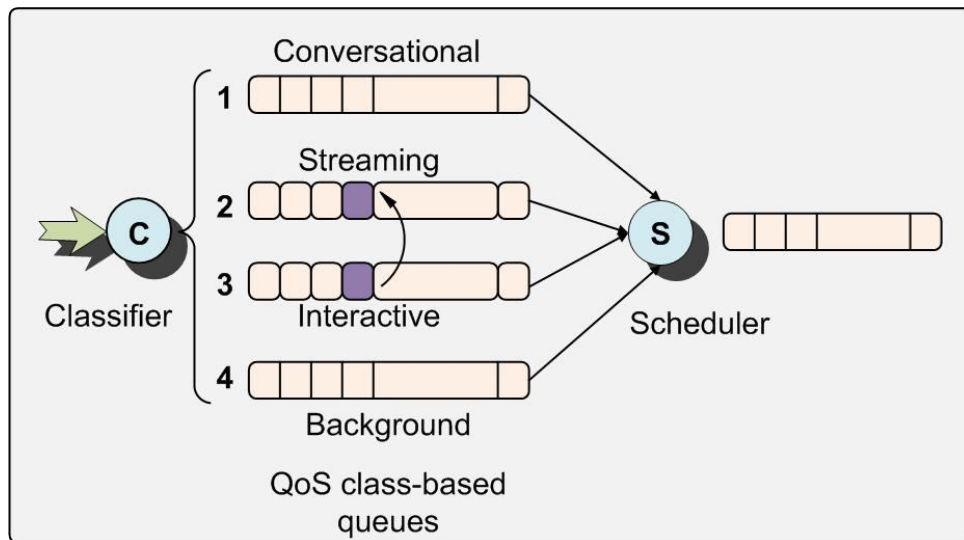 Conversational
1
Streaming
2
C
S
3
Classifier
Interactive
Scheduler
4
Background
QoS class-based
queues